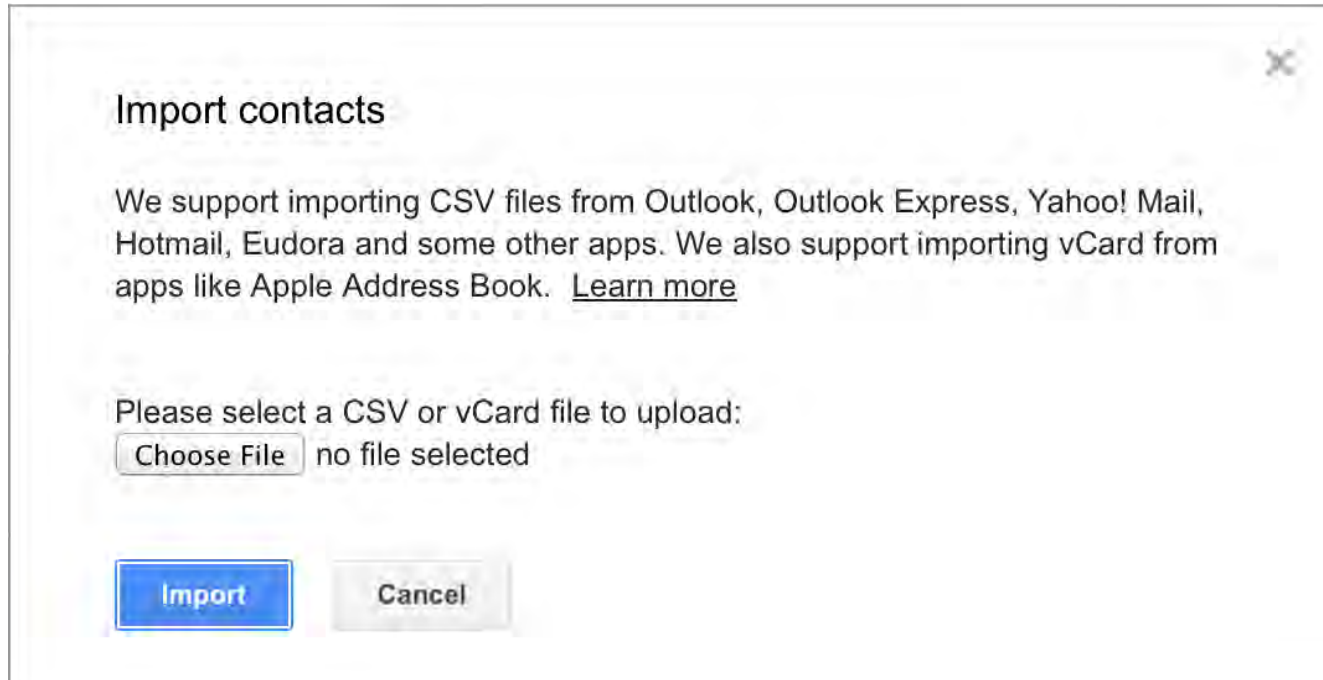 Import contacts
We support importing CSV files from Outlook, Outlook Express, Yahoo! Mail,
Hotmail, Eudora and some other apps. We also support importing vCard from
apps like Apple Address Book. Learn more
Please select a CSV or vCard file to upload:
Choose File no file selected
Import Cancel